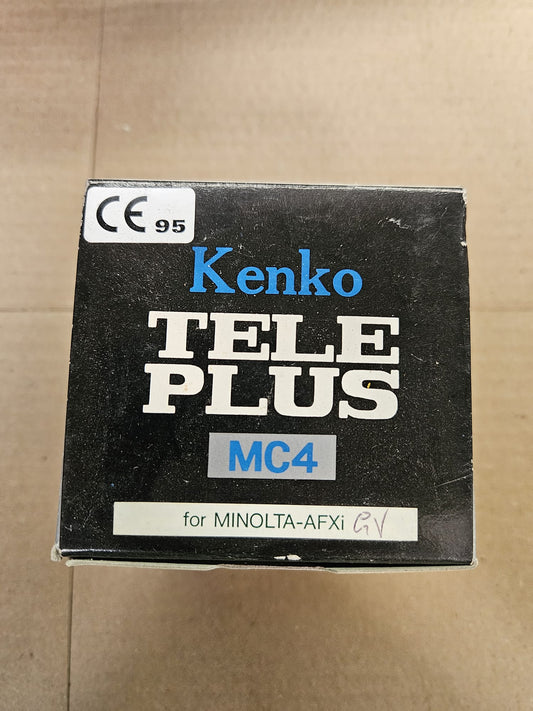 CE 95
Kenko
TELE
PLUS
MC4
for MINOLTA-AFXi GV